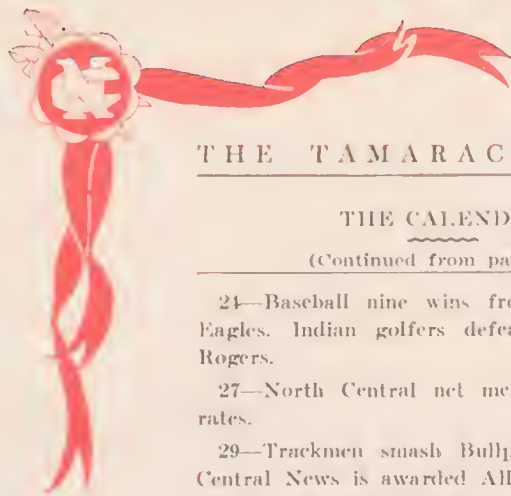 NC
THE TAMARAC
THE CALEND
(Continued from pa
24—Baseball nine wins fro
Eagles. Indian golfers defea
Rogers.
27—North Central net me
rates.
29—Trackmen smash Bullp
Central News is awarded All